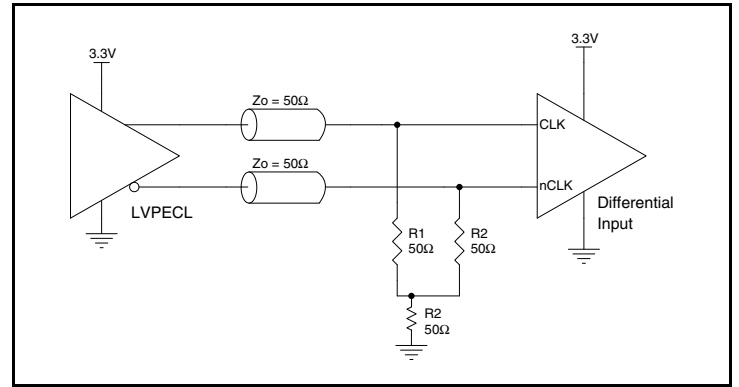 3.3V
3.3V
Zo = 50Ω
CLK
Zo = 50Ω
nCLK
LVPECL
Differential
Input
R1
50Ω
R2
50Ω
R2
50Ω